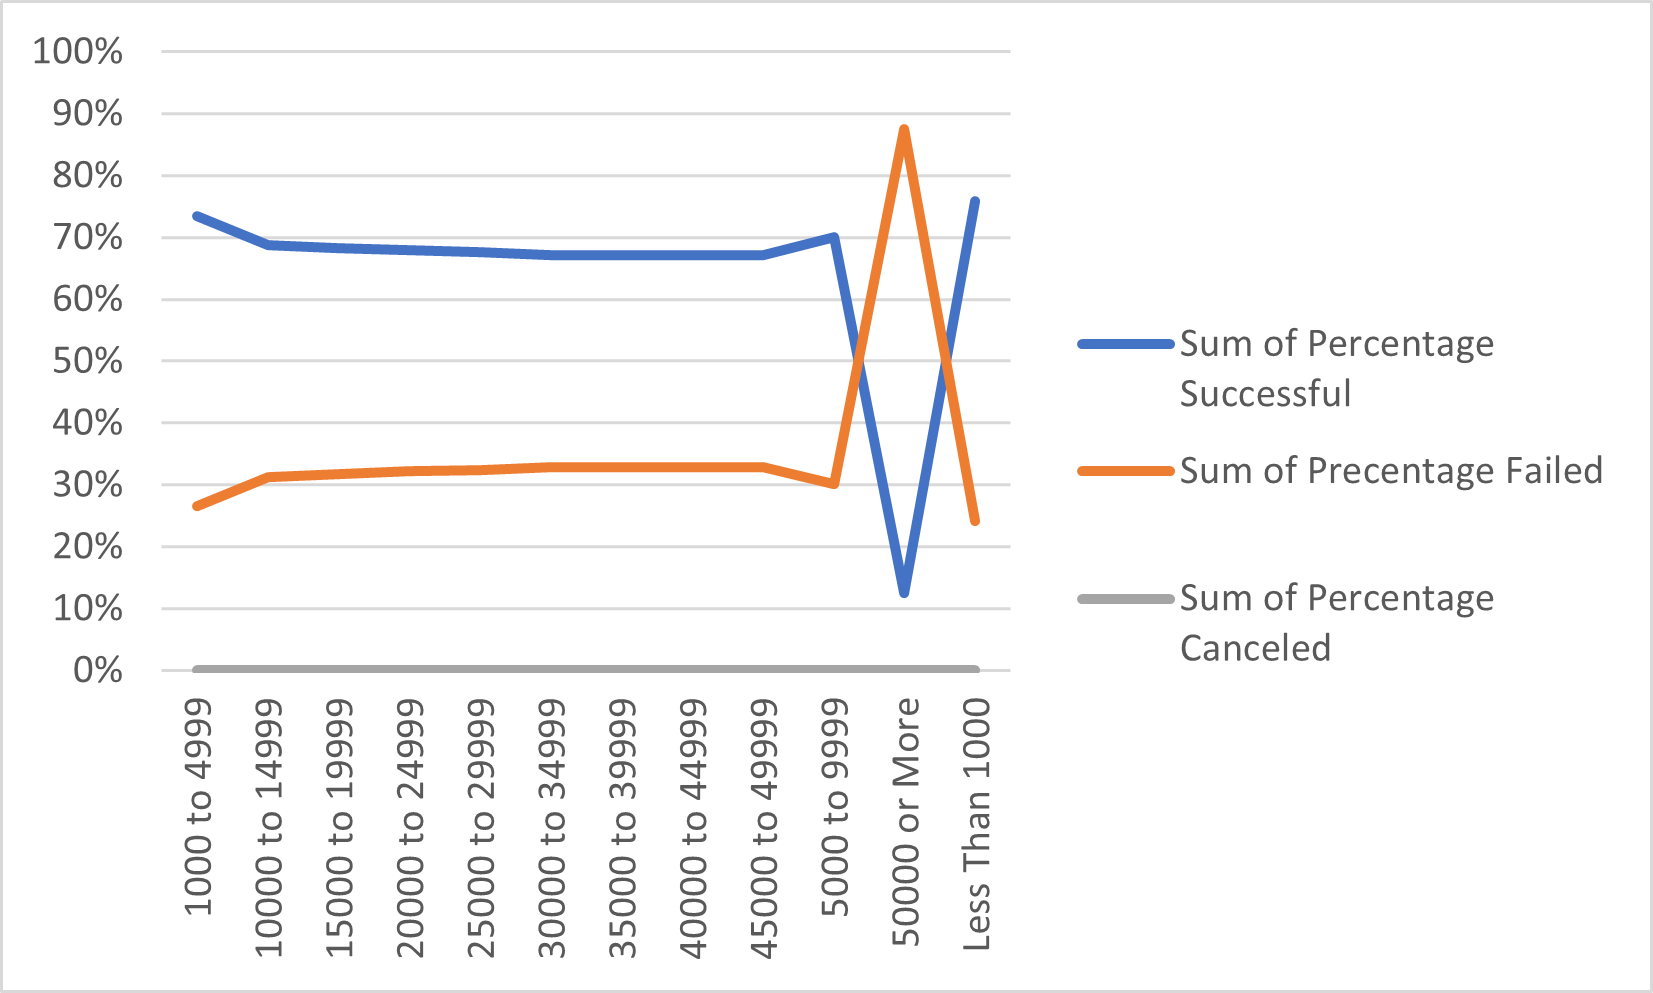 100%
90%
80%
70%
60%
50%
40%
30%
20%
10%
0%
1000 to 4999
10000 to 14999
15000 to 19999
20000 to 24999
25000 to 29999
30000 to 34999
35000 to 39999
40000 to 44999
45000 to 49999
5000 to 9999
50000 or More
Less Than 1000
Sum of Percentage
Successful
Sum of Precentage Failed
Sum of Percentage
Canceled